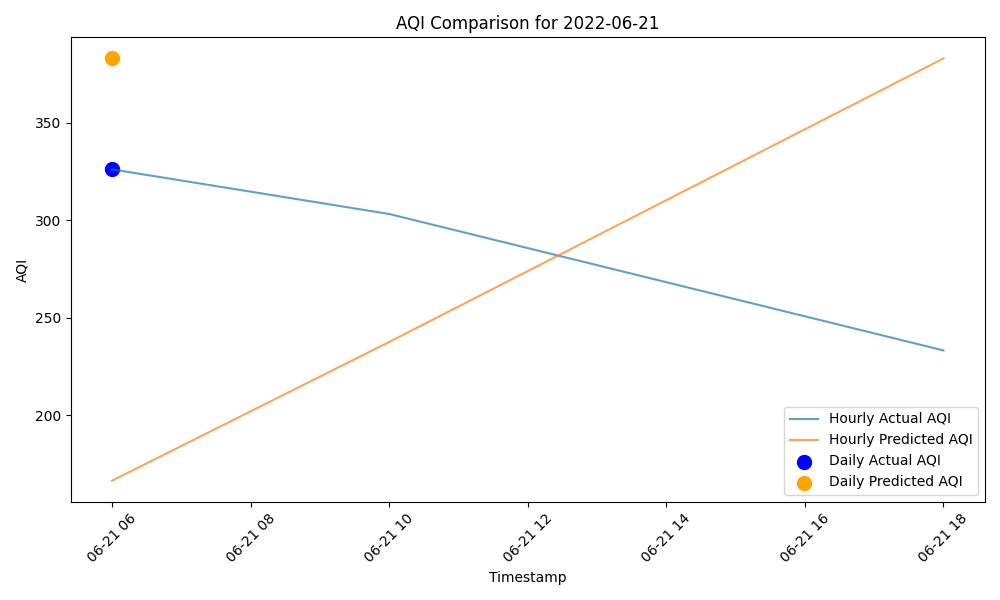 AQI Comparison for 2022-06-21
AQI
350
300
250
200
06-21 06
06-21 08
06-21 10
06-21 12
06-21 14
06-21 16
06-21 18
Timestamp
Hourly Actual AQI
Hourly Predicted AQI
Daily Actual AQI
Daily Predicted AQI